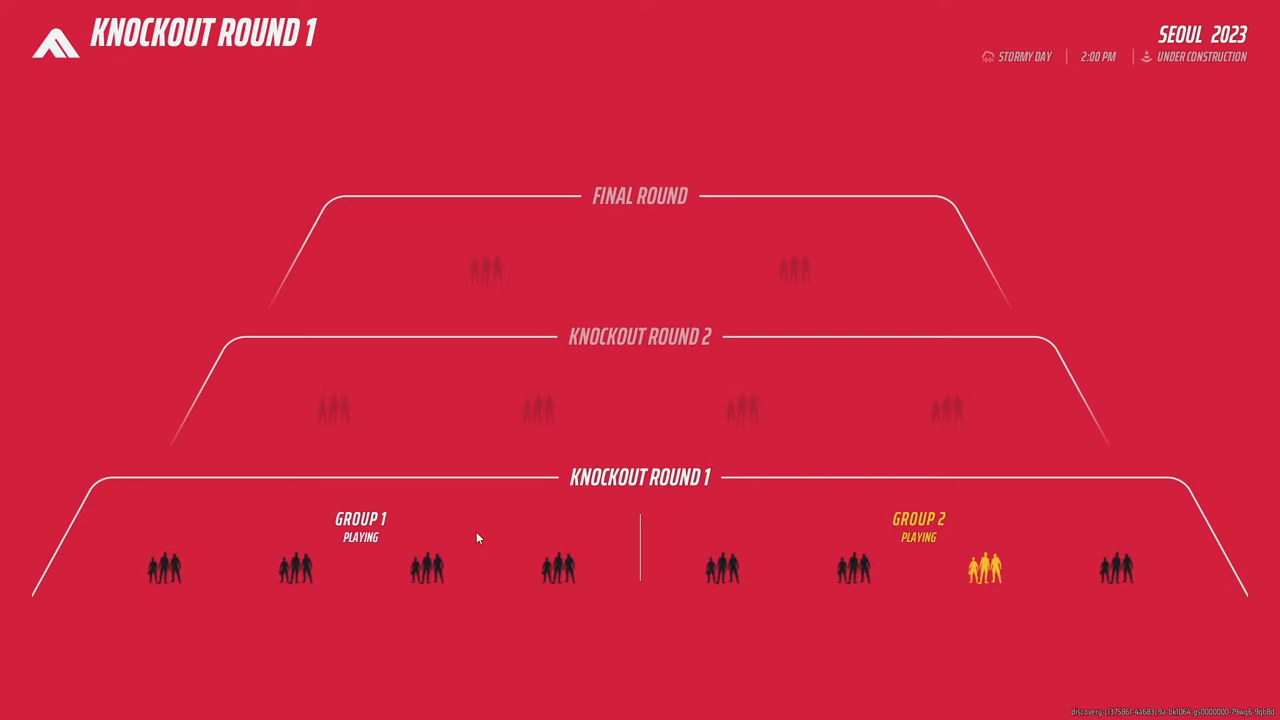 KNOCKOUT ROUND 1
SEOUL 2023
STORMY DAY
2:00 PM
UNDER CONSTRUCTION
FINAL ROUND
KNOCKOUT ROUND 2
KNOCKOUT ROUND 1
GROUP 1
PLAYING
GROUP 2
PLAYING